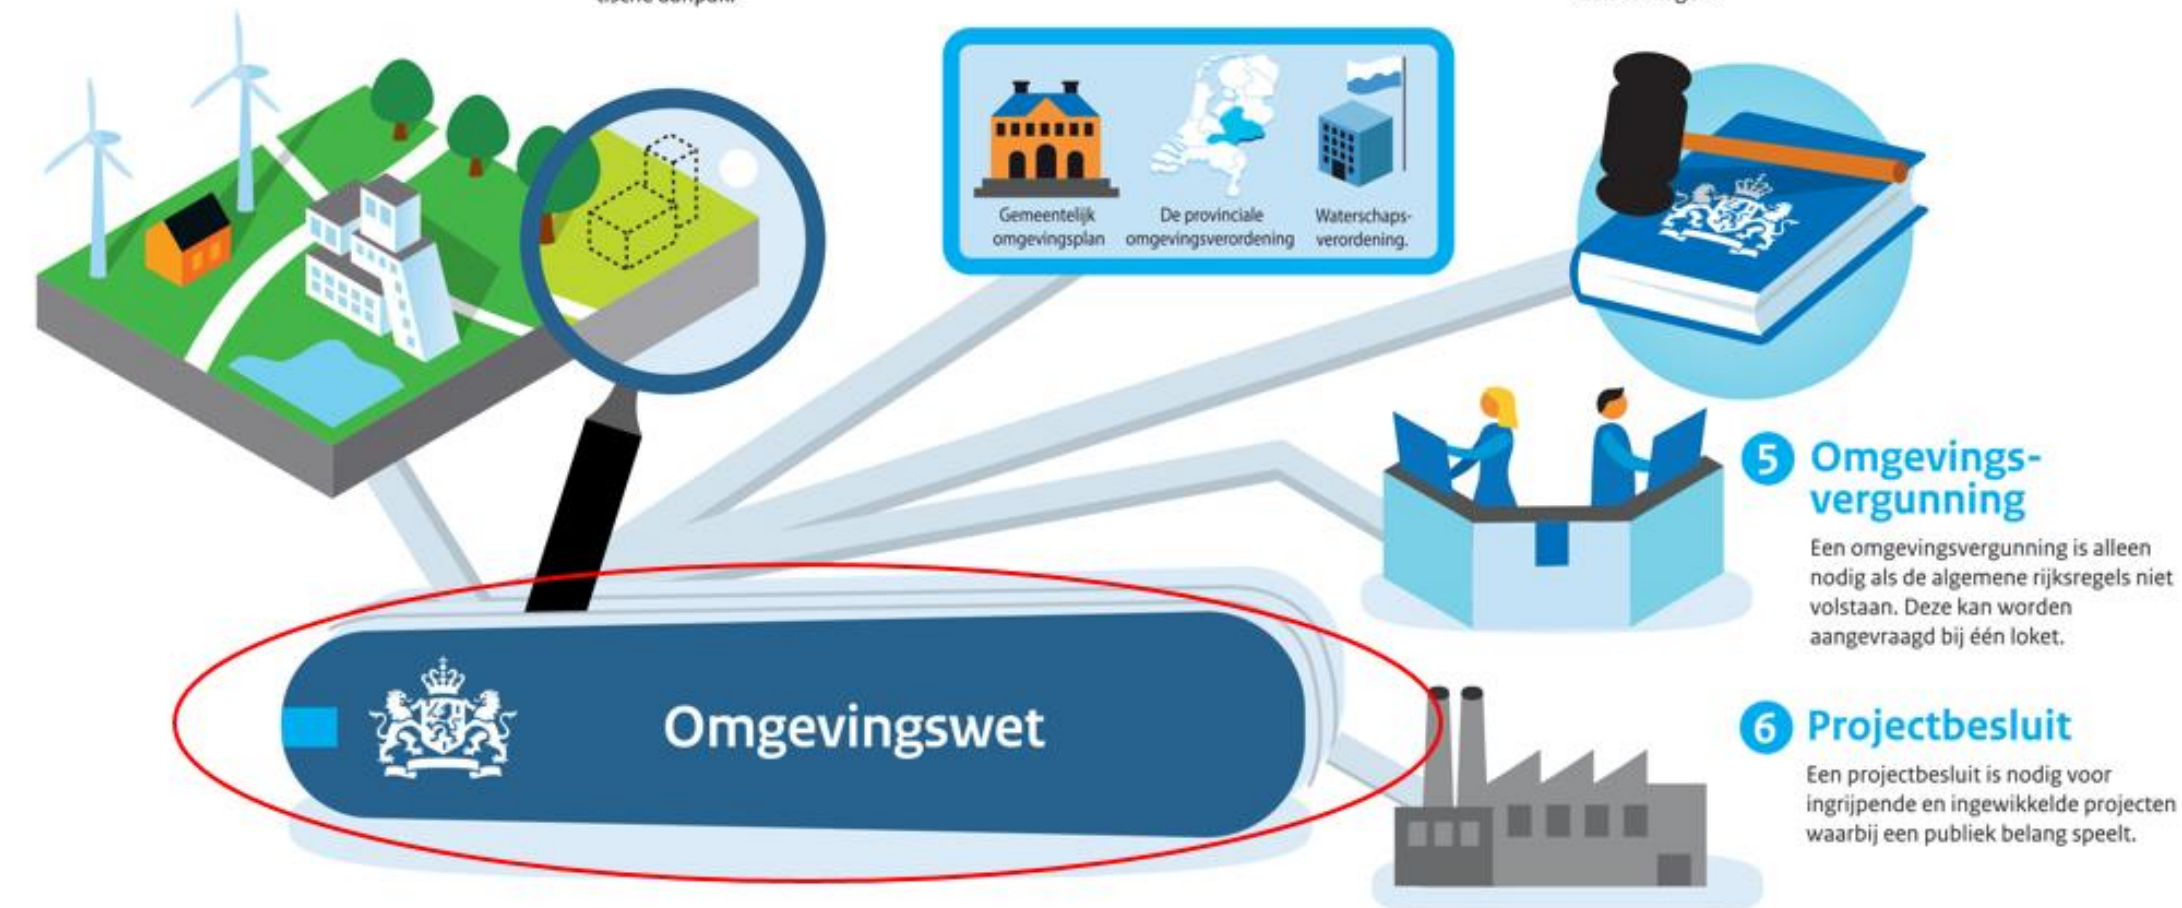 tische aanpak.
Gemeentelijk
omgevingsplan
De provinciale
omgevingsverordening
Waterschaps-
verordening.
5 Omgevings-
vergunning
Een omgevingsvergunning is alleen
nodig als de algemene rijksregels niet
volstaan. Deze kan worden
aangevraagd bij één loket.
Omgevingswet
6 Projectbesluit
Een projectbesluit is nodig voor
ingrijpende en ingewikkelde projecten
waarbij een publiek belang speelt.